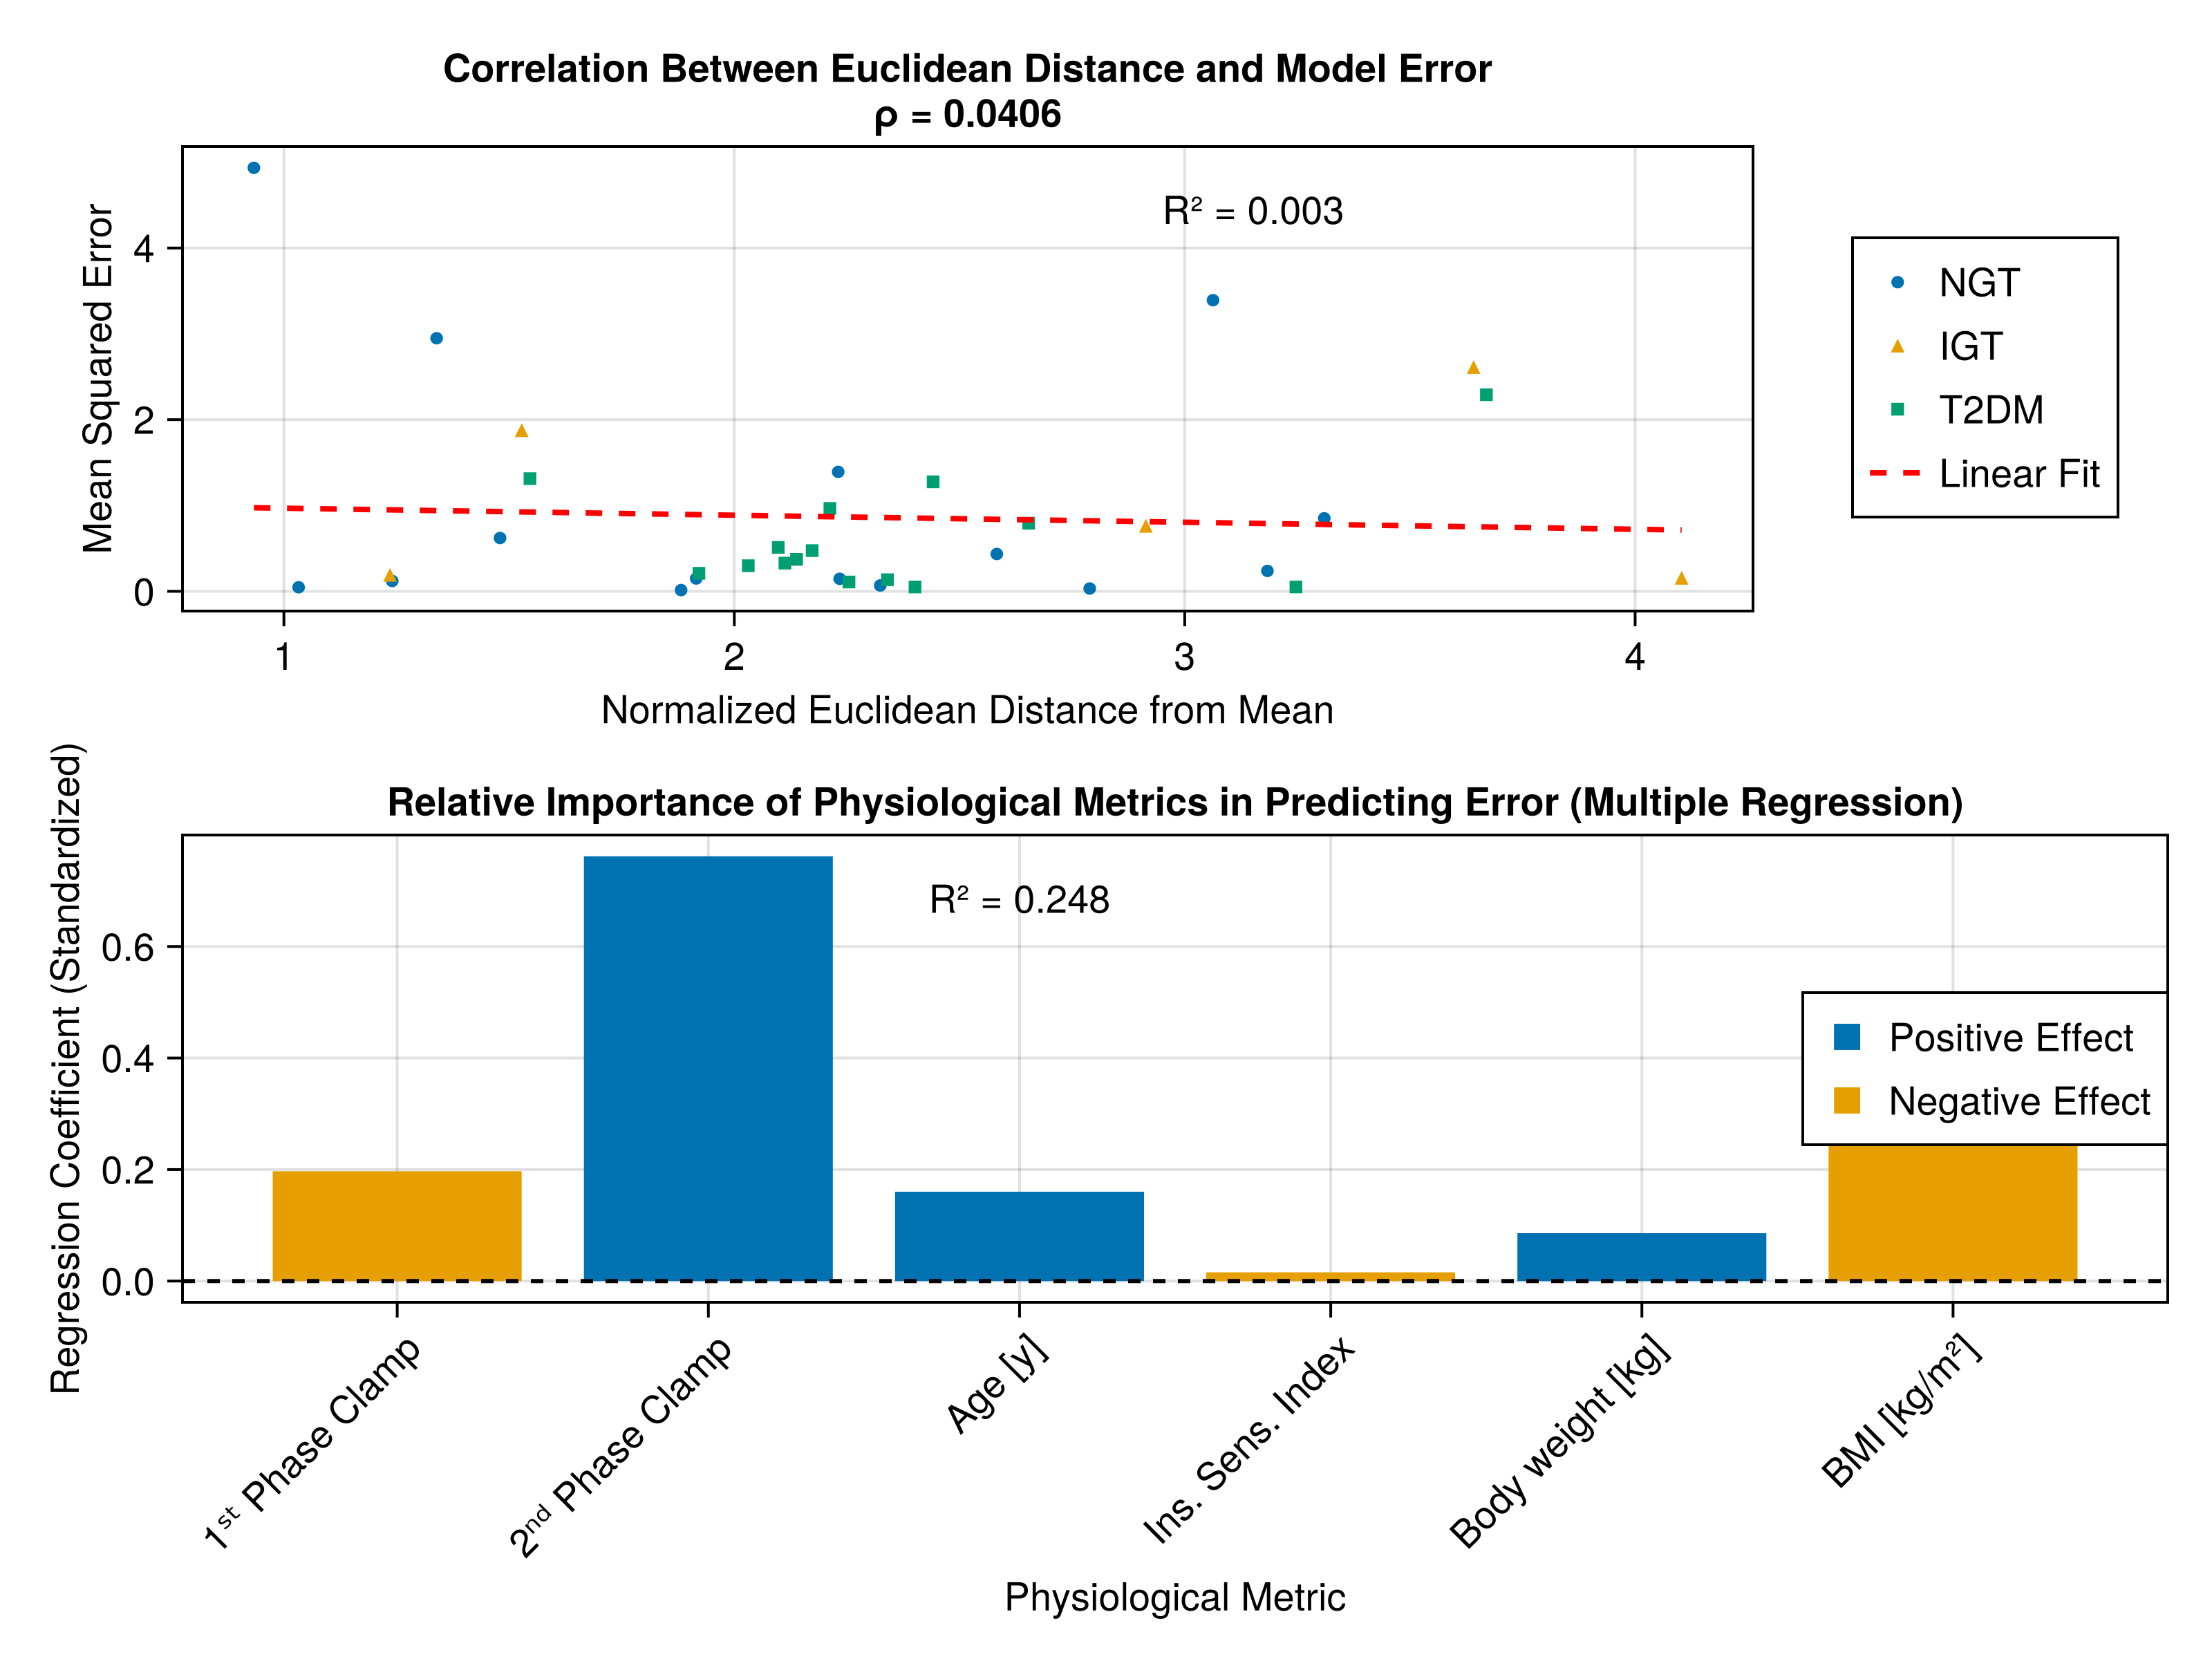 Correlation Between Euclidean Distance and Model Error
ρ = 0.0406
R² = 0.003
Mean Squared Error
4
2
0
1 2 3 4
Normalized Euclidean Distance from Mean
NGT
IGT
T2DM
Linear Fit
Relative Importance of Physiological Metrics in Predicting Error (Multiple Regression)
R² = 0.248
Regression Coefficient (Standardized)
0.6
0.4
0.2
0.0
Positive Effect
Negative Effect
1ˢᵗ Phase Clamp
2ⁿᵈ Phase Clamp
Age [y]
Ins. Sens. Index
Body weight [kg]
BMI [kg/m²]
Physiological Metric